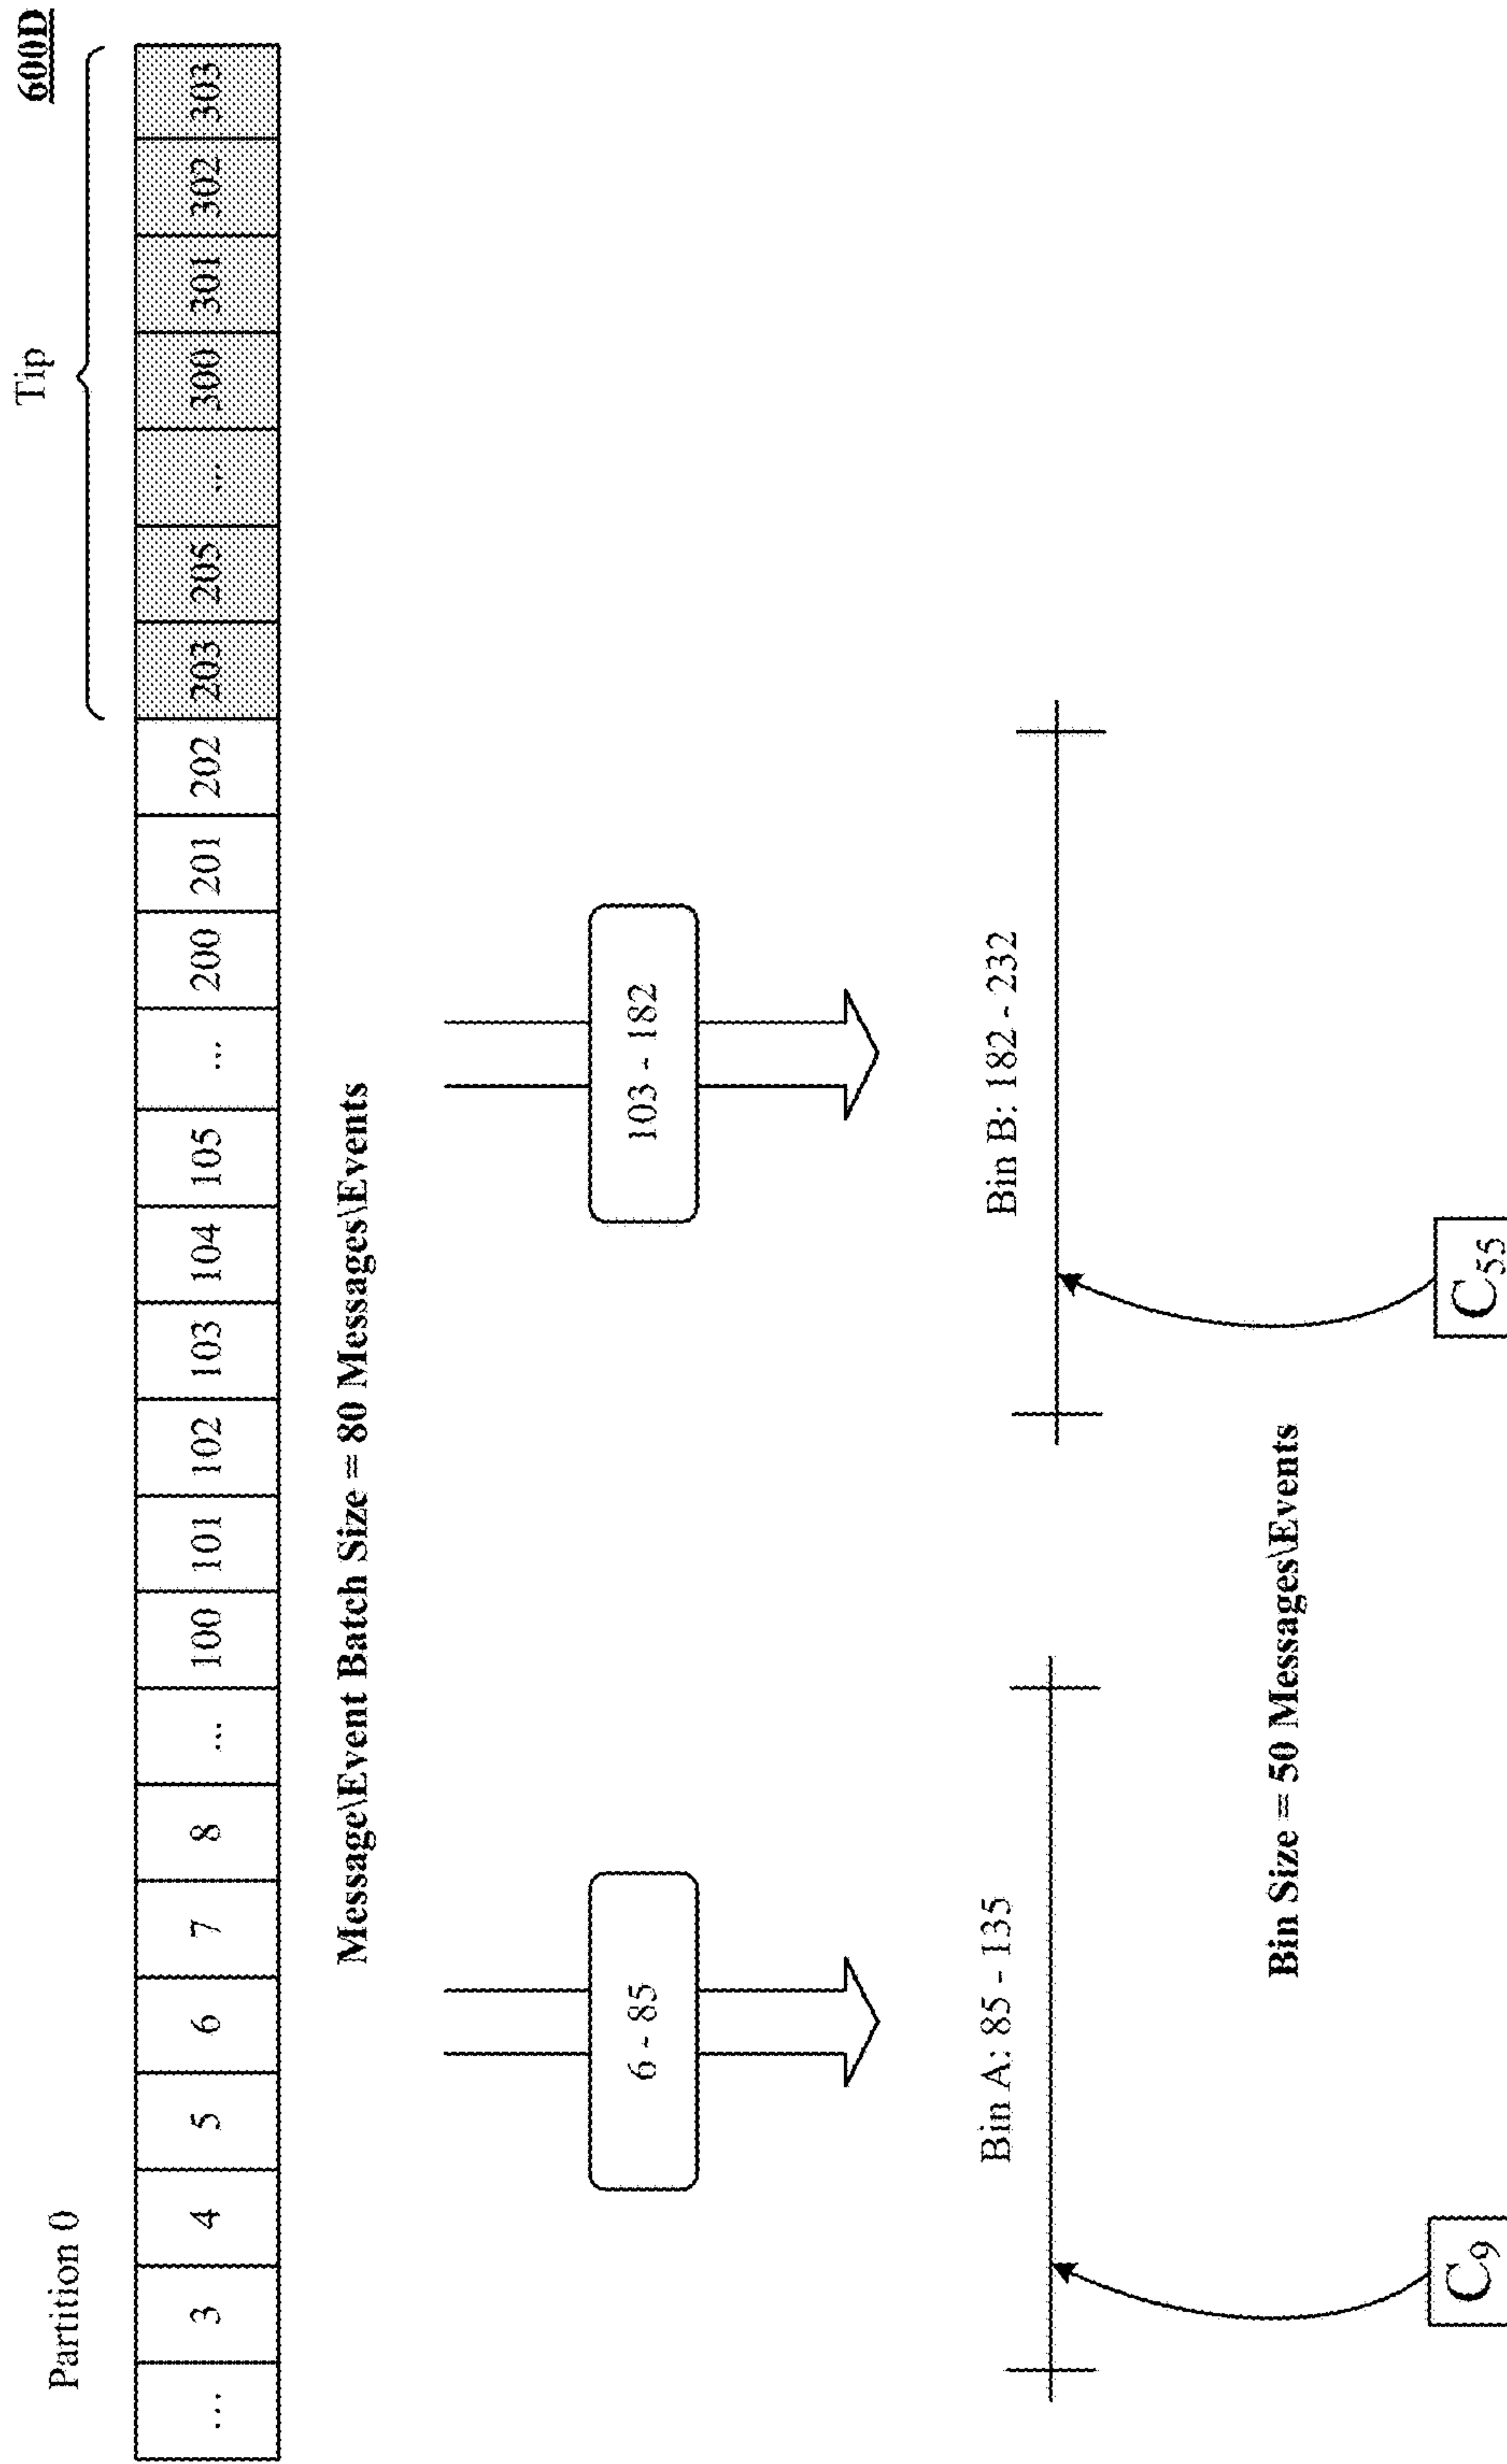 600D
Tip
Partition 0
... 3 4 5 6 7 8 ... 100 101 102 103 104 105 ... 200 201 202 203 205 ... 300 301 302 303
Message\Event Batch Size = 80 Messages\Events
6 - 85 103 - 182
Bin A: 85 - 135 Bin B: 182 - 232
Bin Size = 50 Messages\Events
C9 C55